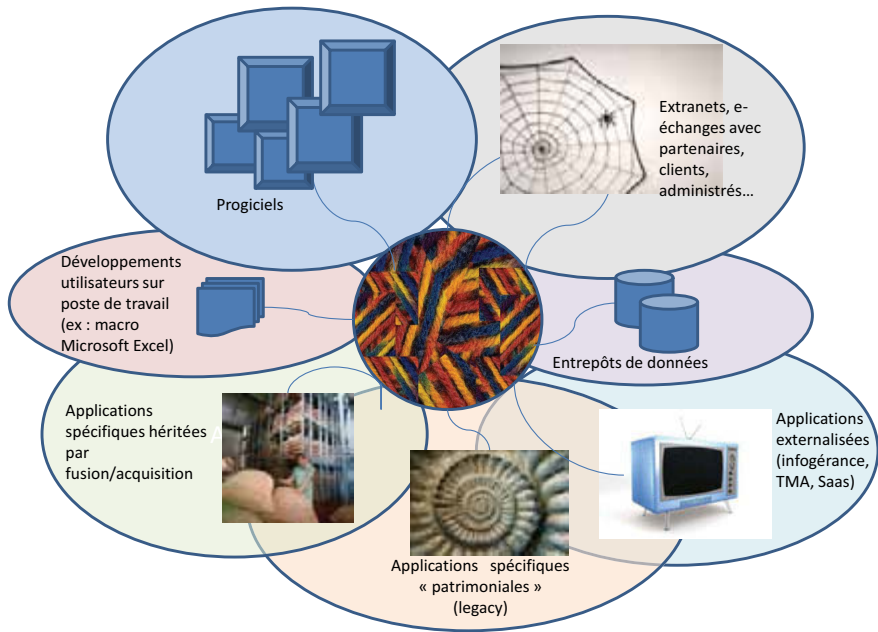 Progiciels
Extranets, e-
échanges avec
partenaires,
clients,
administrés…
Développements
utilisateurs sur
poste de travail
(ex : macro
Microsoft Excel)
Entrepôts de données
Applications
spécifiques héritées
par
fusion/acquisition
A
Applications spécifiques
« patrimoniales »
(legacy)
Applications
externalisées
(infogérance,
TMA, Saas)